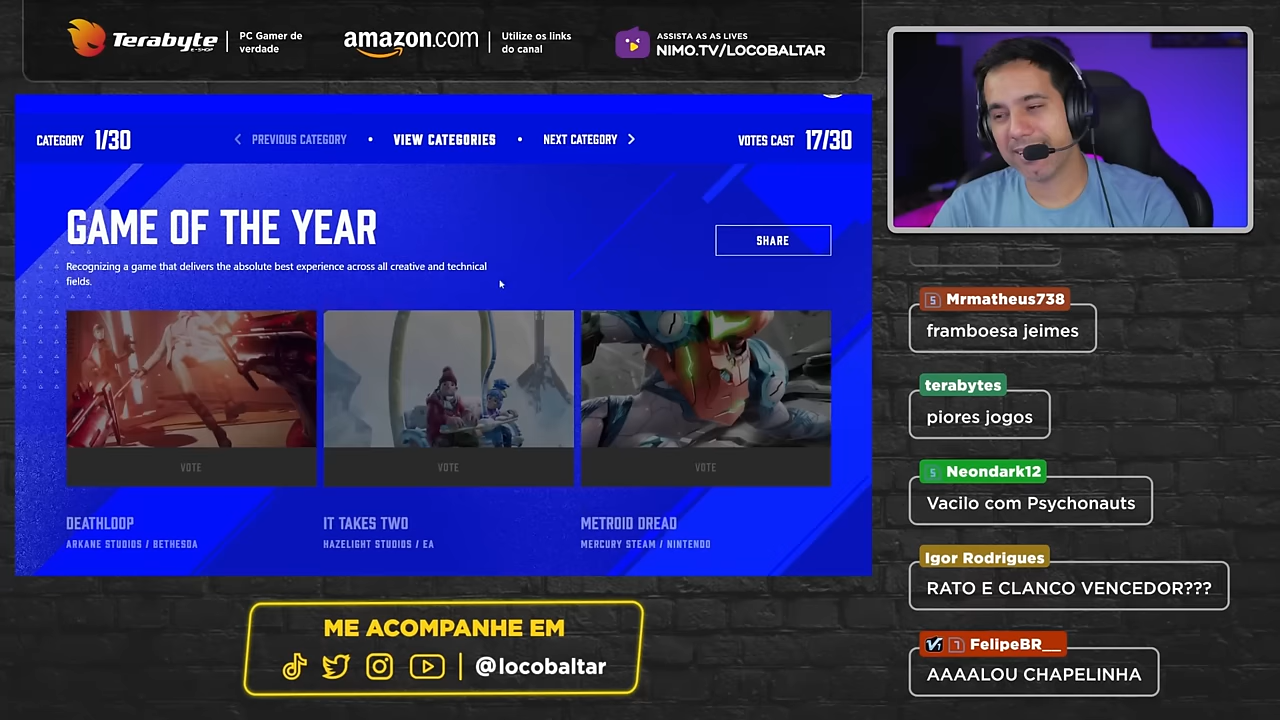 Terabyte
E-SHOP
PC Gamer de
verdade
amazon.com
Utilize os links
do canal
ASSISTA AS AS LIVES
NIMO.TV/LOCOBALTAR
CATEGORY 1/30
PREVIOUS CATEGORY • VIEW CATEGORIES • NEXT CATEGORY
VOTES CAST 17/30
GAME OF THE YEAR
Recognizing a game that delivers the absolute best experience across all creative and technical
fields.
SHARE
VOTE
VOTE
VOTE
DEATHLOOP
ARKANE STUDIOS / BETHESDA
IT TAKES TWO
HAZELIGHT STUDIOS / EA
METROID DREAD
MERCURY STEAM / NINTENDO
ME ACOMPANHE EM
@locobaltar
S Mrmatheus738
framboesa jeimes
terabytes
piores jogos
S Neondark12
Vacilo com Psychonauts
Igor Rodrigues
RATO E CLANCO VENCEDOR???
V1 7 FelipeBR__
AAAALOU CHAPELINHA